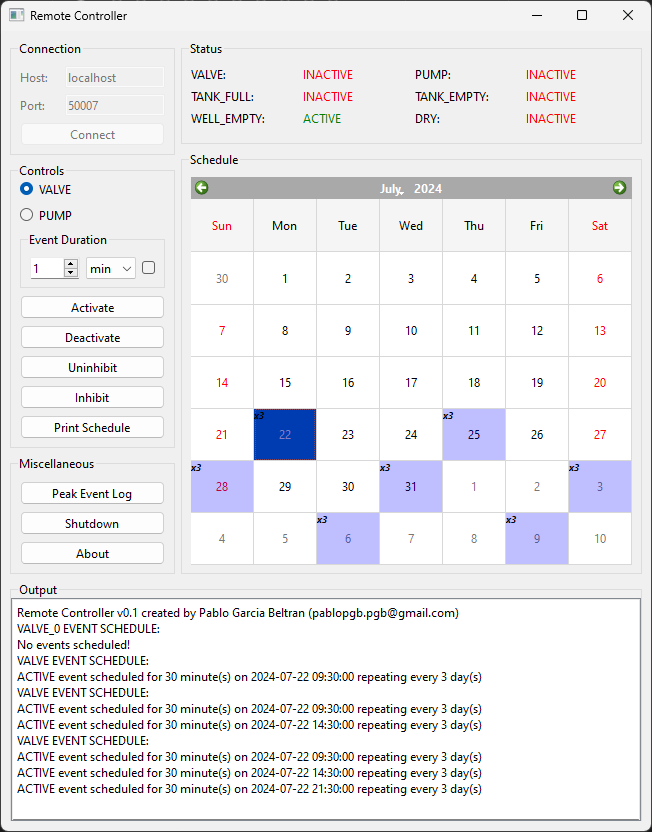 Remote Controller
Connection
Host: localhost
Port: 50007
Connect
Controls
VALVE
PUMP
Event Duration
1 min
Activate
Deactivate
Uninhibit
Inhibit
Print Schedule
Miscellaneous
Peak Event Log
Shutdown
About
Status
VALVE: INACTIVE PUMP: INACTIVE
TANK_FULL: INACTIVE TANK_EMPTY: INACTIVE
WELL_EMPTY: ACTIVE DRY: INACTIVE
Schedule
July, 2024
Sun Mon Tue Wed Thu Fri Sat
30 1 2 3 4 5 6
7 8 9 10 11 12 13
14 15 16 17 18 19 20
x3 x3
21 22 23 24 25 26 27
x3 x3 x3
28 29 30 31 1 2 3
x3 x3
4 5 6 7 8 9 10
Output
Remote Controller v0.1 created by Pablo Garcia Beltran (pablopgb.pgb@gmail.com)
VALVE_0 EVENT SCHEDULE:
No events scheduled!
VALVE EVENT SCHEDULE:
ACTIVE event scheduled for 30 minute(s) on 2024-07-22 09:30:00 repeating every 3 day(s)
VALVE EVENT SCHEDULE:
ACTIVE event scheduled for 30 minute(s) on 2024-07-22 09:30:00 repeating every 3 day(s)
ACTIVE event scheduled for 30 minute(s) on 2024-07-22 14:30:00 repeating every 3 day(s)
VALVE EVENT SCHEDULE:
ACTIVE event scheduled for 30 minute(s) on 2024-07-22 09:30:00 repeating every 3 day(s)
ACTIVE event scheduled for 30 minute(s) on 2024-07-22 14:30:00 repeating every 3 day(s)
ACTIVE event scheduled for 30 minute(s) on 2024-07-22 21:30:00 repeating every 3 day(s)